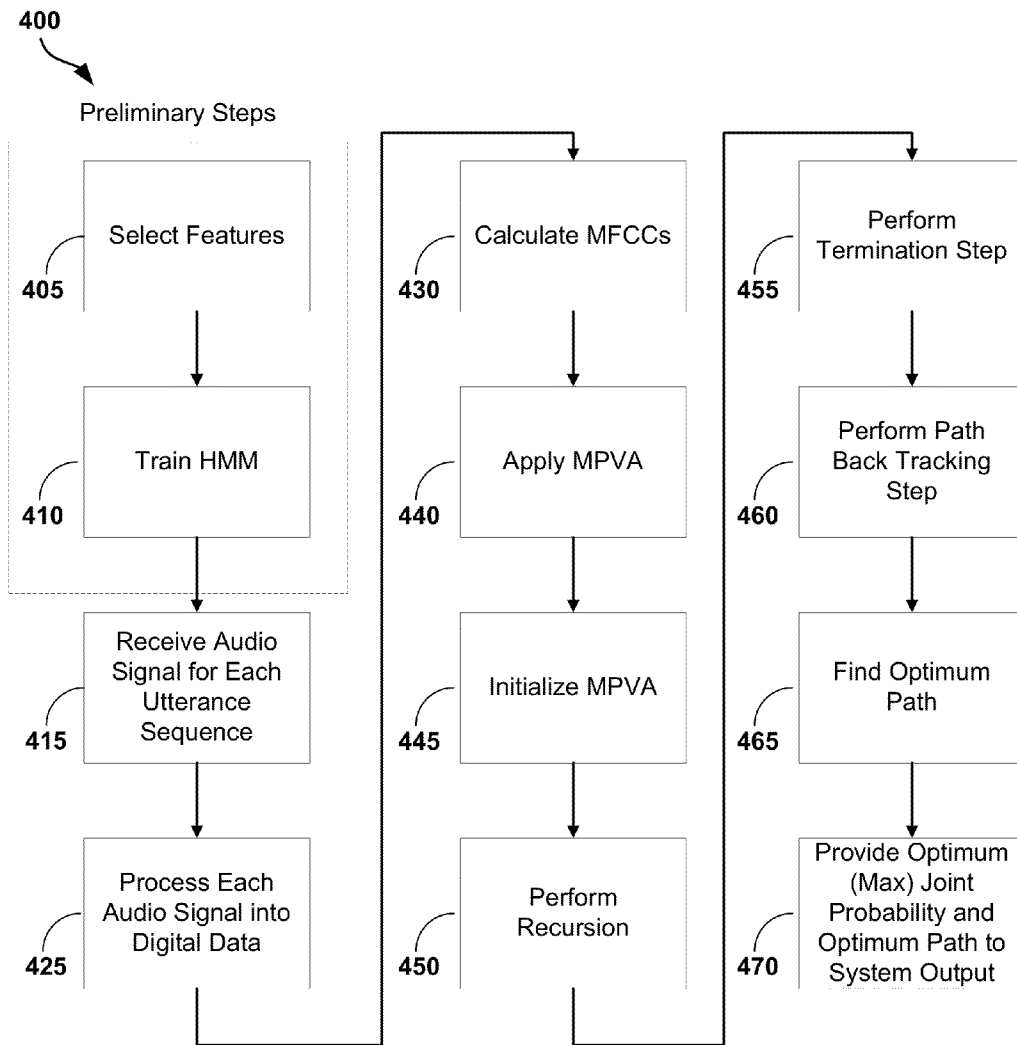 400
Preliminary Steps
Select Features
405
Train HMM
410
Receive Audio
Signal for Each
Utterance
Sequence
415
Process Each
Audio Signal into
Digital Data
425
Calculate MFCCs
430
Apply MPVA
440
Initialize MPVA
445
Perform
Recursion
450
Perform
Termination Step
455
Perform Path
Back Tracking
Step
460
Find Optimum
Path
465
Provide Optimum
(Max) Joint
Probability and
Optimum Path to
System Output
470